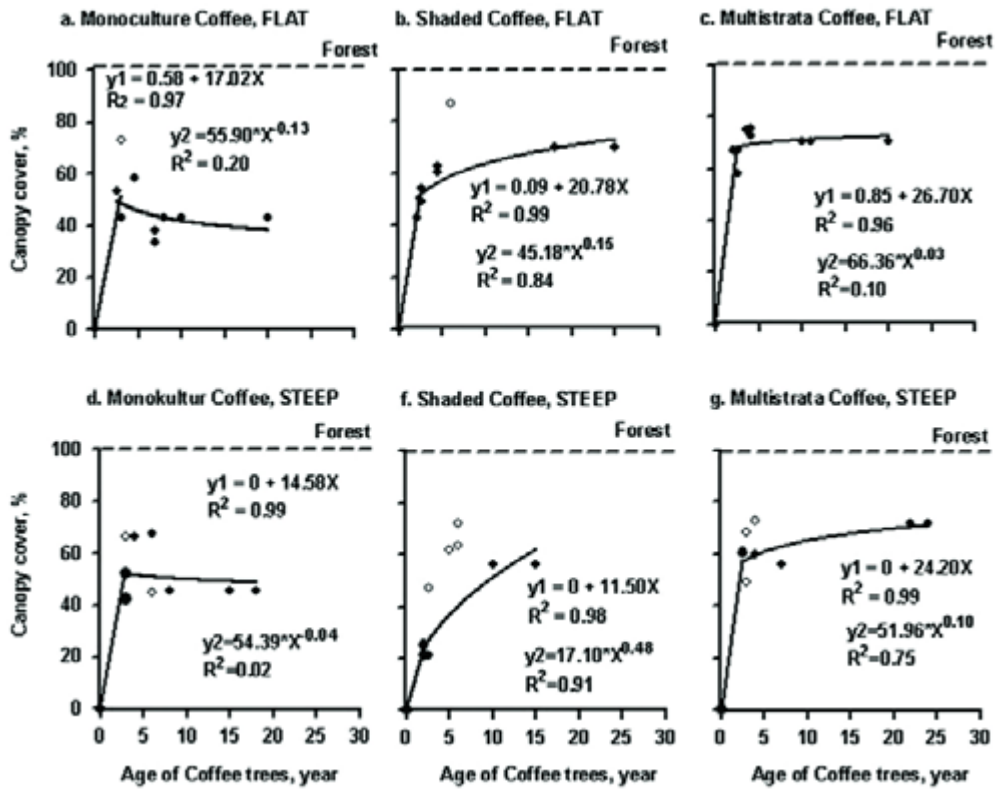 a. Monoculture Coffee, FLAT
Forest
100
80
60
40
20
0
Canopy cover, %
y1 = 0.58 + 17.02X
R2 = 0.97
y2 =55.90*X^-0.13
R² = 0.20
b. Shaded Coffee, FLAT
Forest
y1 = 0.09 + 20.78X
R² = 0.99
y2 = 45.18*X^0.15
R² = 0.84
c. Multistrata Coffee, FLAT
Forest
y1 = 0.85 + 26.70X
R² = 0.96
y2=66.36*X^0.03
R²=0.10
d. Monokultur Coffee, STEEP
Forest
100
80
60
40
20
0
Canopy cover, %
y1 = 0 + 14.58X
R² = 0.99
y2=54.39*X^-0.04
R²=0.02
0 5 10 15 20 25 30
Age of Coffee trees, year
f. Shaded Coffee, STEEP
Forest
y1 = 0 + 11.50X
R² = 0.98
y2=17.10*X^0.48
R²=0.91
0 5 10 15 20 25 30
Age of Coffee trees, year
g. Multistrata Coffee, STEEP
Forest
y1 = 0 + 24.20X
R² = 0.99
y2=51.96*X^0.10
R²=0.75
0 5 10 15 20 25 30
Age of Coffee trees, year